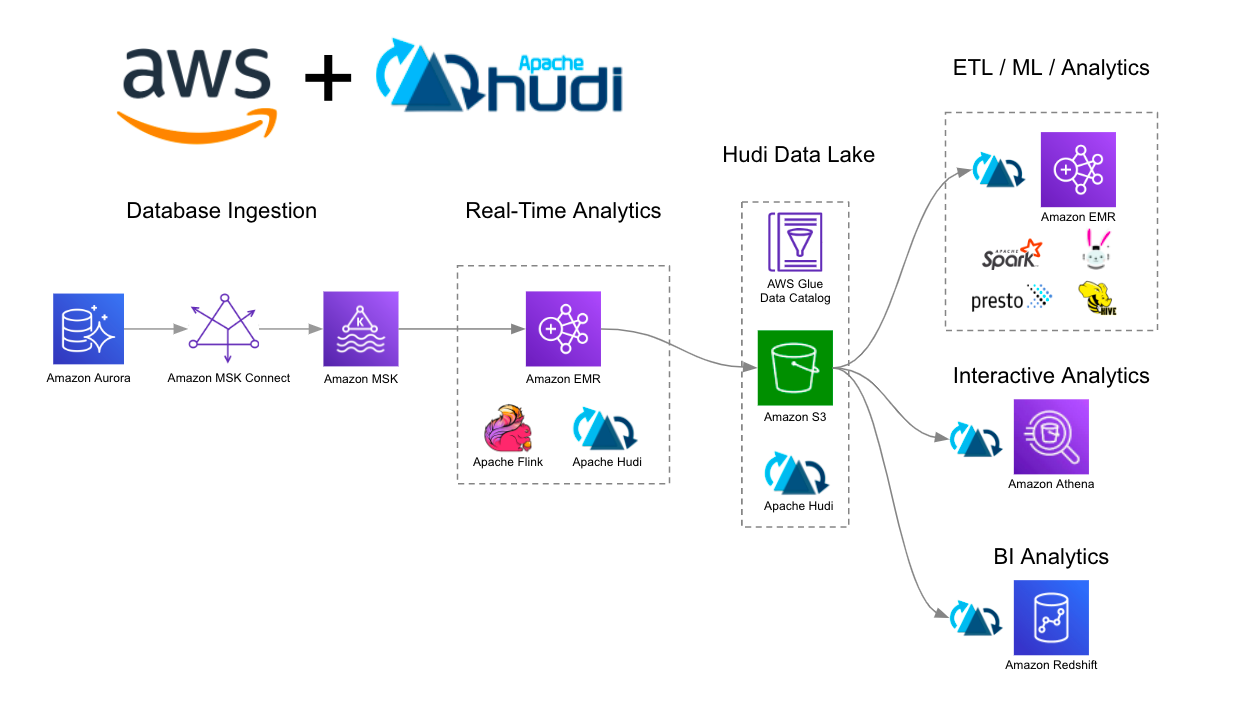 aws + Apache hudi
ETL / ML / Analytics
Hudi Data Lake
Database Ingestion
Real-Time Analytics
Amazon EMR
APACHE Spark
presto
HIVE
AWS Glue
Data Catalog
Amazon Aurora
Amazon MSK Connect
K
Amazon MSK
Amazon EMR
Apache Flink
Apache Hudi
Amazon S3
Apache Hudi
Interactive Analytics
Amazon Athena
BI Analytics
Amazon Redshift